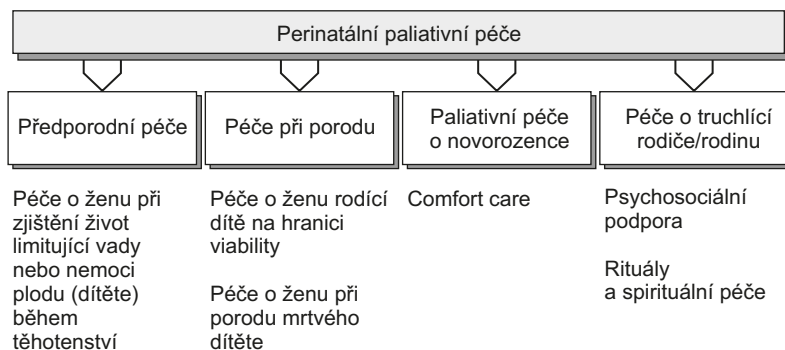 Perinatální paliativní péče
Předporodní péče
Péče o ženu při
zjištění život
limitující vady
nebo nemoci
plodu (dítěte)
během
těhotenství
Péče při porodu
Péče o ženu rodící
dítě na hranici
viability
Péče o ženu při
porodu mrtvého
dítěte
Paliativní péče
o novorozence
Comfort care
Péče o truchlící
rodiče/rodinu
Psychosociální
podpora
Rituály
a spirituální péče